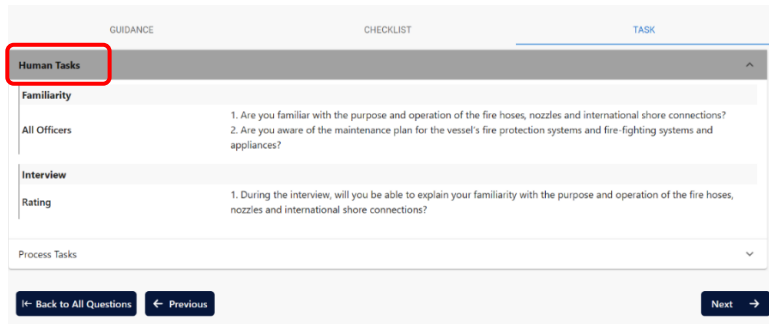 GUIDANCE
CHECKLIST
TASK
Human Tasks
Familiarity
All Officers
1. Are you familiar with the purpose and operation of the fire hoses, nozzles and international shore connections?
2. Are you aware of the maintenance plan for the vessel's fire protection systems and fire-fighting systems and
appliances?
Interview
Rating
1. During the interview, will you be able to explain your familiarity with the purpose and operation of the fire hoses,
nozzles and international shore connections?
Process Tasks
Back to All Questions
Previous
Next